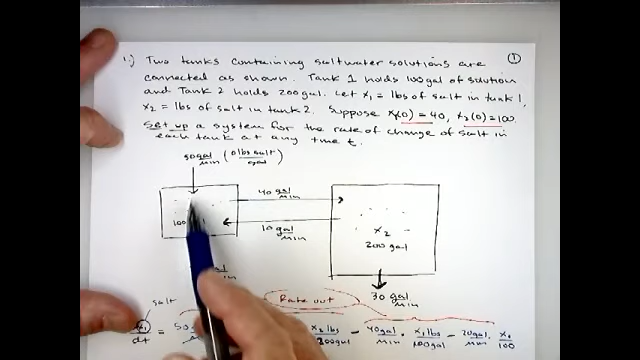 1.) Two tanks containing saltwater solutions are
connected as shown. Tank 1 holds 100gal of solution
and Tank 2 holds 200gal. Let x₁ = lbs of salt in tank 1,
x₂ = lbs of salt in tank 2. Suppose x₁(0) = 40, x₂(0) = 100.
Set up a system for the rate of change of salt in
each tank at any time t.
①
gal/min (0 lbs salt/gal)
40 gal/min
100
10 gal/min
x₂
200 gal
30 gal/min
salt
Rate out
dt = 50 x₂ lbs/200gal - 40gal/min · x₁ lbs/100gal - 20gal/min · x₁/100